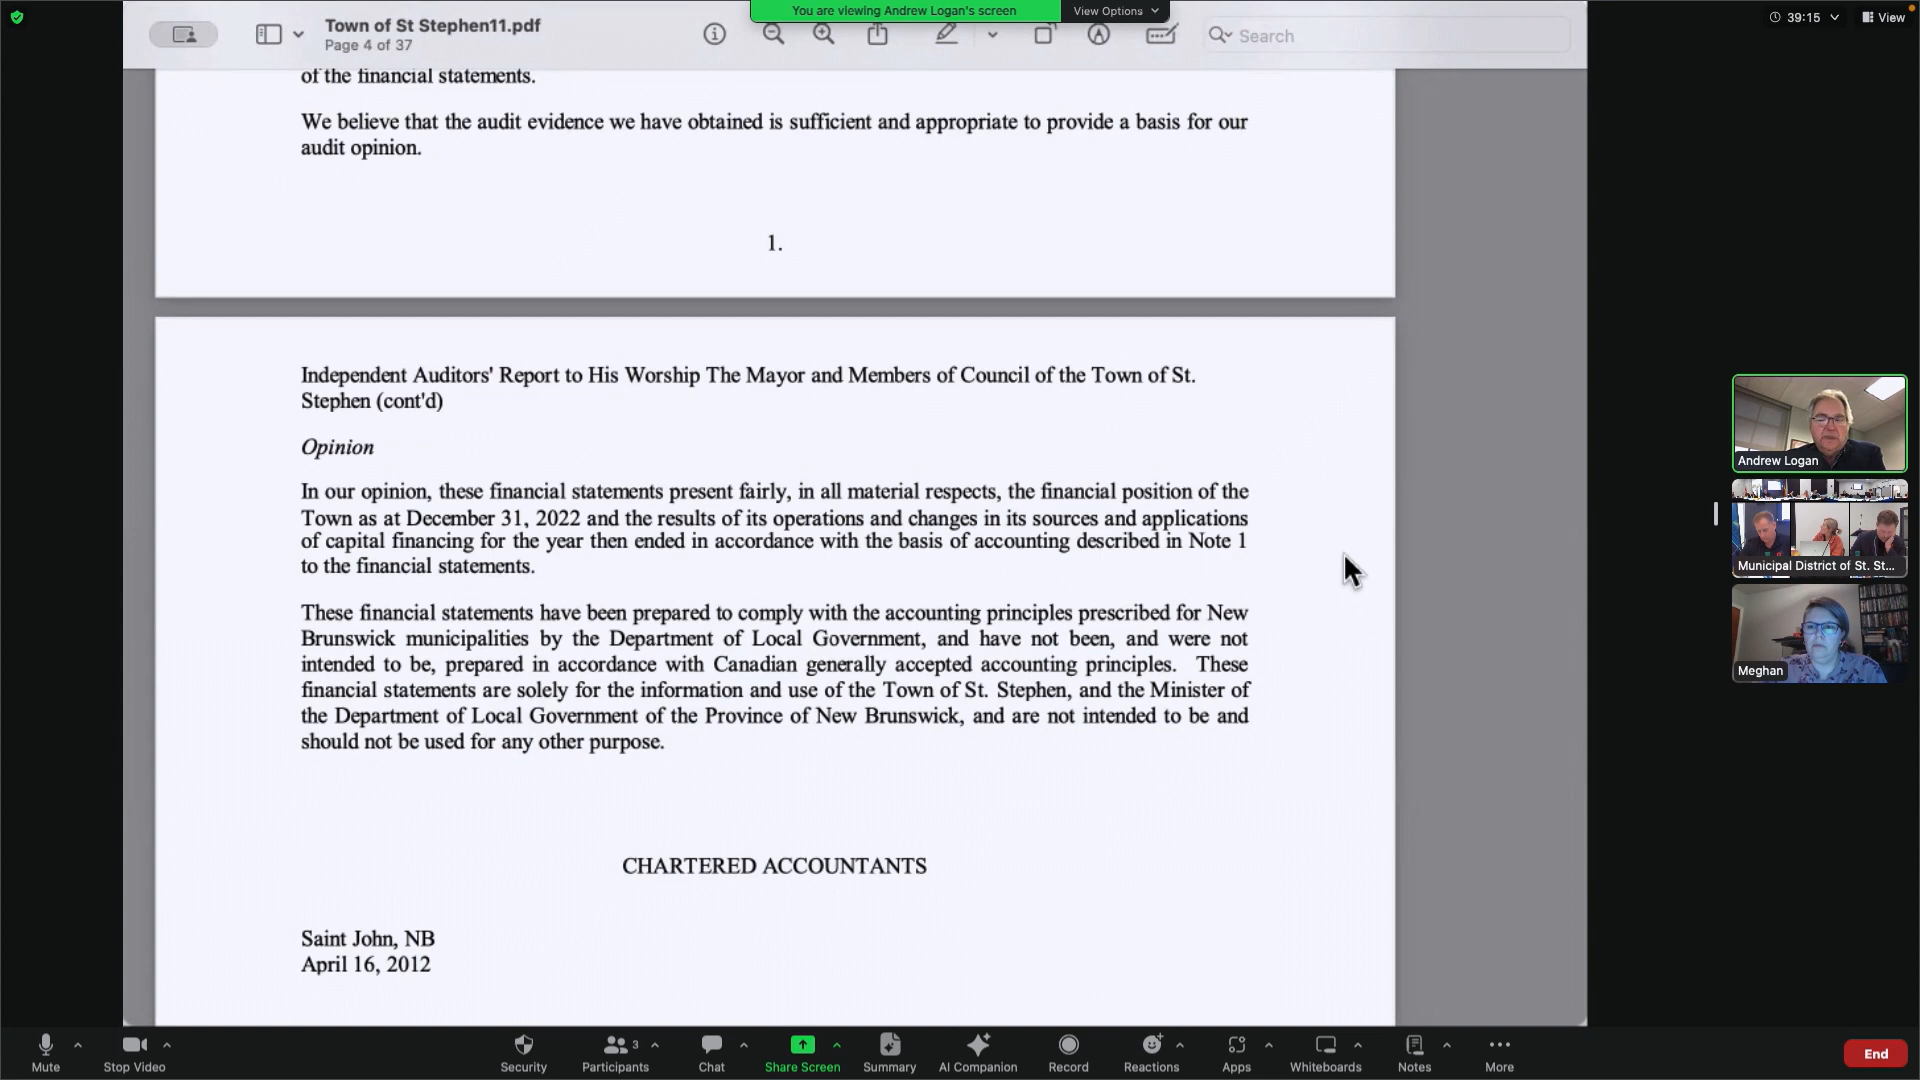 You are viewing Andrew Logan's screen
View Options
39:15
View
Town of St Stephen11.pdf
Page 4 of 37
Search
of the financial statements.
We believe that the audit evidence we have obtained is sufficient and appropriate to provide a basis for our
audit opinion.
1.
Independent Auditors' Report to His Worship The Mayor and Members of Council of the Town of St.
Stephen (cont'd)
Opinion
In our opinion, these financial statements present fairly, in all material respects, the financial position of the
Town as at December 31, 2022 and the results of its operations and changes in its sources and applications
of capital financing for the year then ended in accordance with the basis of accounting described in Note 1
to the financial statements.
These financial statements have been prepared to comply with the accounting principles prescribed for New
Brunswick municipalities by the Department of Local Government, and have not been, and were not
intended to be, prepared in accordance with Canadian generally accepted accounting principles. These
financial statements are solely for the information and use of the Town of St. Stephen, and the Minister of
the Department of Local Government of the Province of New Brunswick, and are not intended to be and
should not be used for any other purpose.
CHARTERED ACCOUNTANTS
Saint John, NB
April 16, 2012
Andrew Logan
Municipal District of St. St...
Meghan
Mute
Stop Video
Security
Participants
3
Chat
Share Screen
Summary
AI Companion
Record
Reactions
Apps
Whiteboards
Notes
More
End